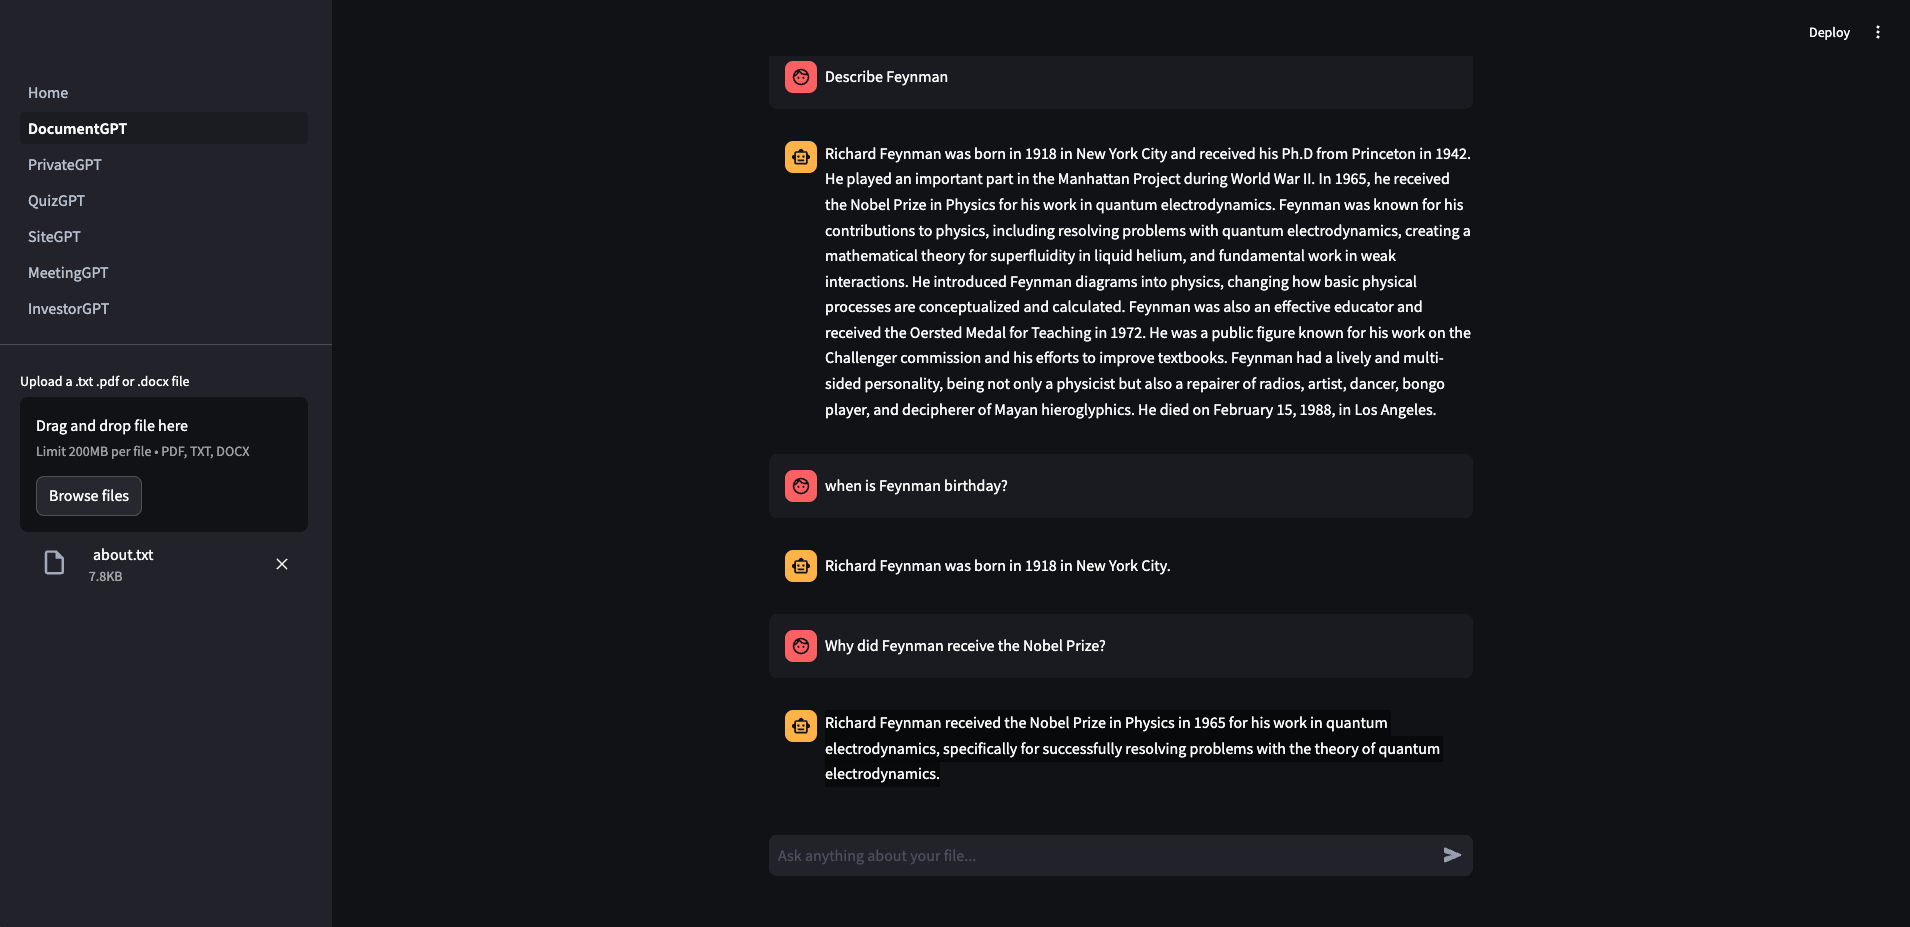 Deploy
Home
DocumentGPT
PrivateGPT
QuizGPT
SiteGPT
MeetingGPT
InvestorGPT
Upload a .txt .pdf or .docx file
Drag and drop file here
Limit 200MB per file • PDF, TXT, DOCX
Browse files
about.txt
7.8KB
Describe Feynman
Richard Feynman was born in 1918 in New York City and received his Ph.D from Princeton in 1942.
He played an important part in the Manhattan Project during World War II. In 1965, he received
the Nobel Prize in Physics for his work in quantum electrodynamics. Feynman was known for his
contributions to physics, including resolving problems with quantum electrodynamics, creating a
mathematical theory for superfluidity in liquid helium, and fundamental work in weak
interactions. He introduced Feynman diagrams into physics, changing how basic physical
processes are conceptualized and calculated. Feynman was also an effective educator and
received the Oersted Medal for Teaching in 1972. He was a public figure known for his work on the
Challenger commission and his efforts to improve textbooks. Feynman had a lively and multi-
sided personality, being not only a physicist but also a repairer of radios, artist, dancer, bongo
player, and decipherer of Mayan hieroglyphics. He died on February 15, 1988, in Los Angeles.
when is Feynman birthday?
Richard Feynman was born in 1918 in New York City.
Why did Feynman receive the Nobel Prize?
Richard Feynman received the Nobel Prize in Physics in 1965 for his work in quantum
electrodynamics, specifically for successfully resolving problems with the theory of quantum
electrodynamics.
Ask anything about your file...